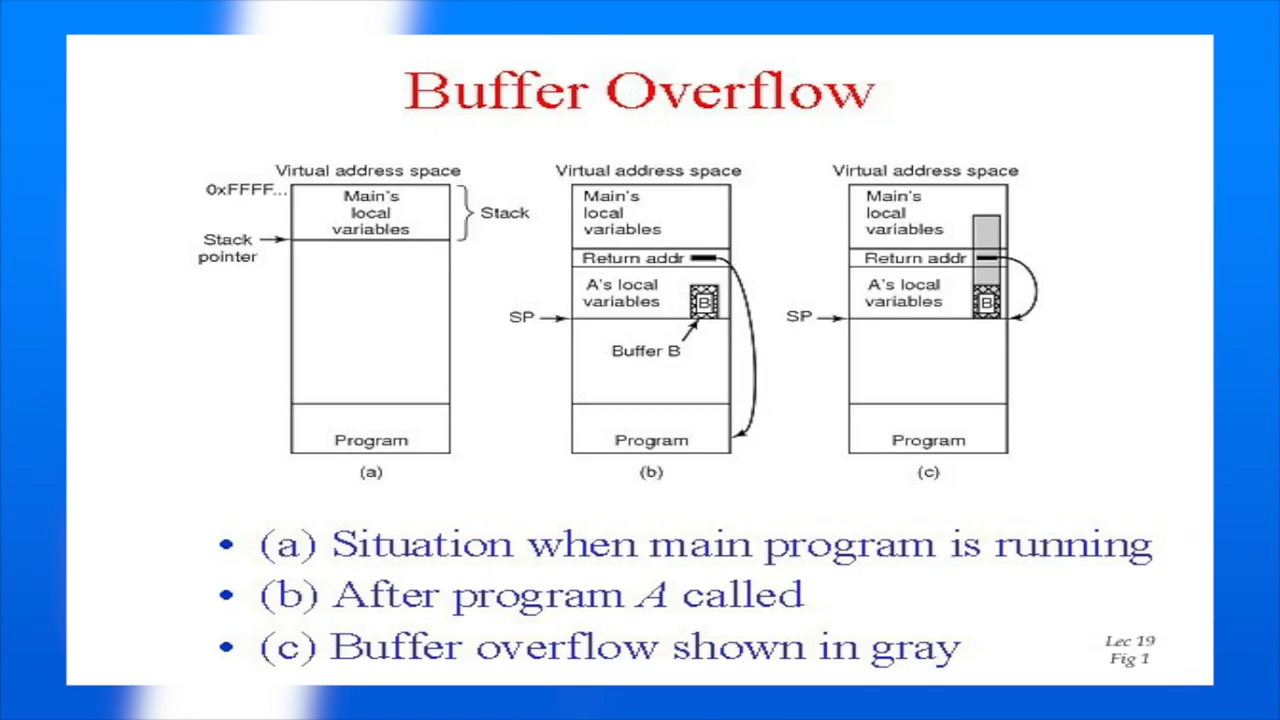 Buffer Overflow
Virtual address space
0xFFFF...
Main's
local
variables
Stack
Stack
pointer
Program
(a)
Virtual address space
Main's
local
variables
Return addr
A's local
variables
B
SP
Buffer B
Program
(b)
Virtual address space
Main's
local
variables
Return addr
A's local
variables
B
SP
Program
(c)
• (a) Situation when main program is running
• (b) After program A called
• (c) Buffer overflow shown in gray
Lec 19
Fig 1